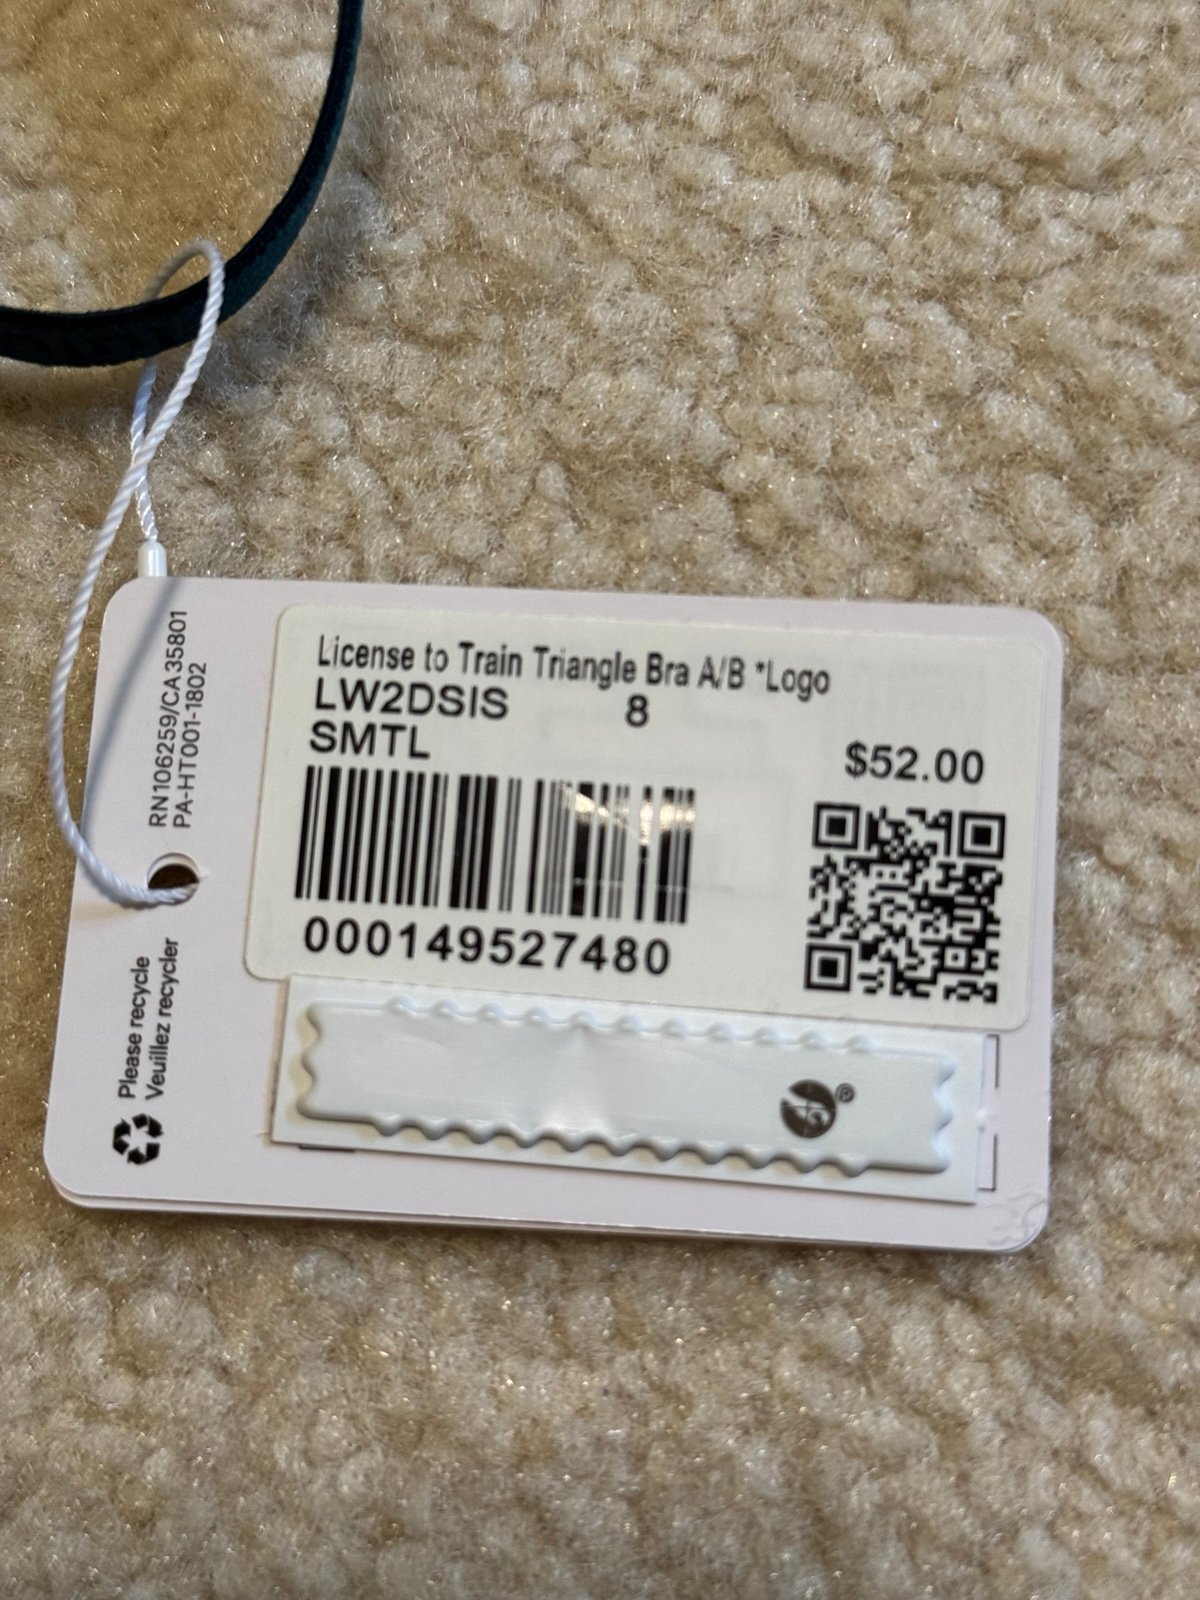 RN106259/CA35801
PA-HT001-1802
License to Train Triangle Bra A/B *Logo
LW2DSIS 8
SMTL
$52.00
000149527480
Please recycle
Veuillez recycler
®